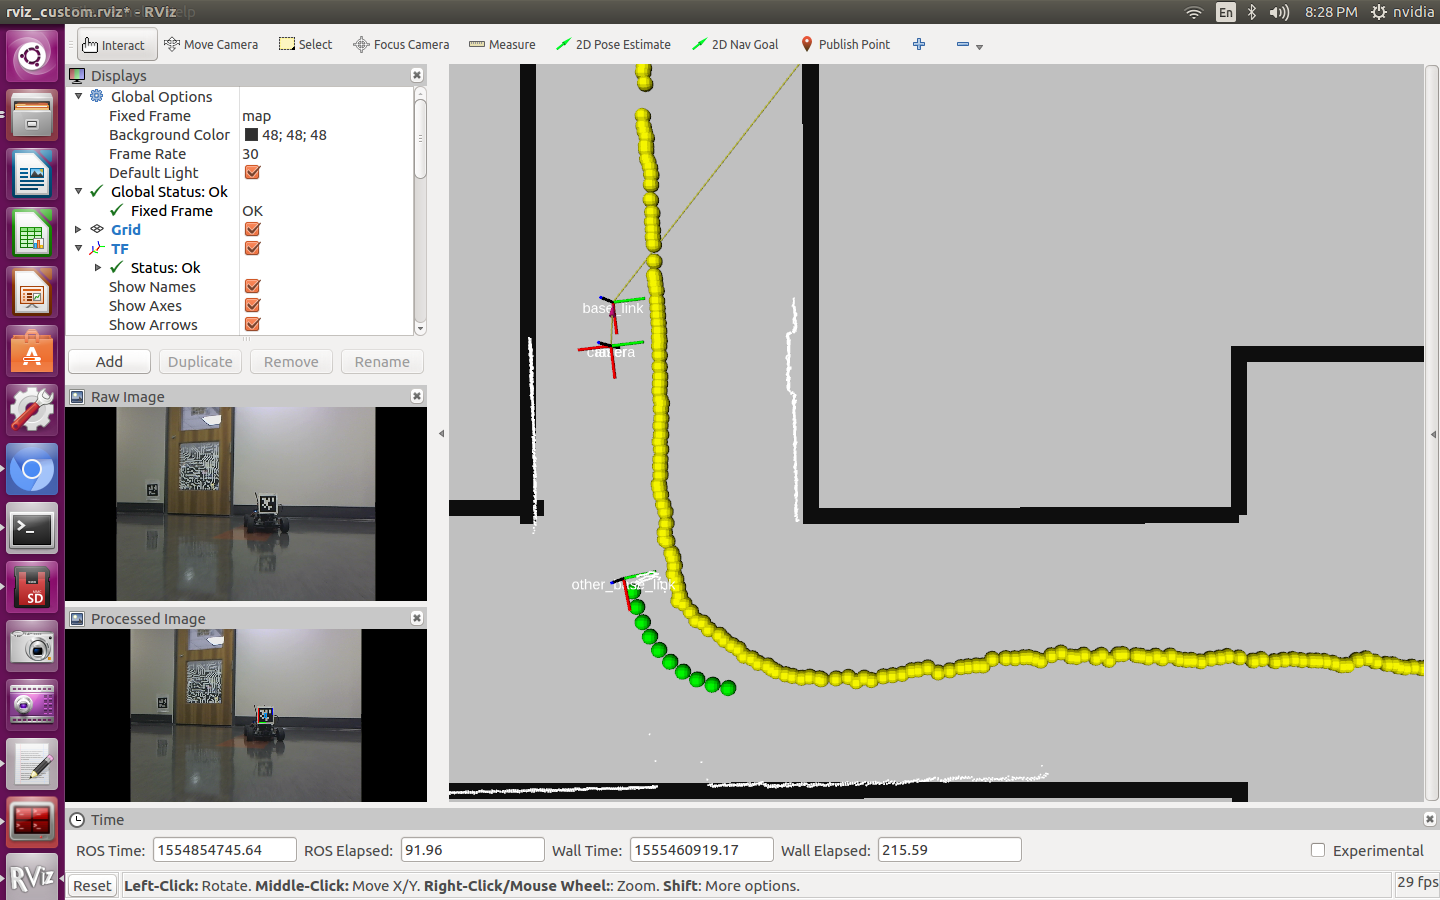 rviz_custom.rviz* - RViz
En
8:28 PM
nvidia
Interact
Move Camera
Select
Focus Camera
Measure
2D Pose Estimate
2D Nav Goal
Publish Point
Displays
Global Options
Fixed Frame map
Background Color 48; 48; 48
Frame Rate 30
Default Light
Global Status: Ok
Fixed Frame OK
Grid
TF
Status: Ok
Show Names
Show Axes
Show Arrows
Add
Duplicate
Remove
Rename
Raw Image
Processed Image
base_link
SD
RViz
Time
ROS Time: 1554854745.64
ROS Elapsed: 91.96
Wall Time: 1555460919.17
Wall Elapsed: 215.59
Experimental
Reset
Left-Click: Rotate. Middle-Click: Move X/Y. Right-Click/Mouse Wheel:: Zoom. Shift: More options.
29 fps